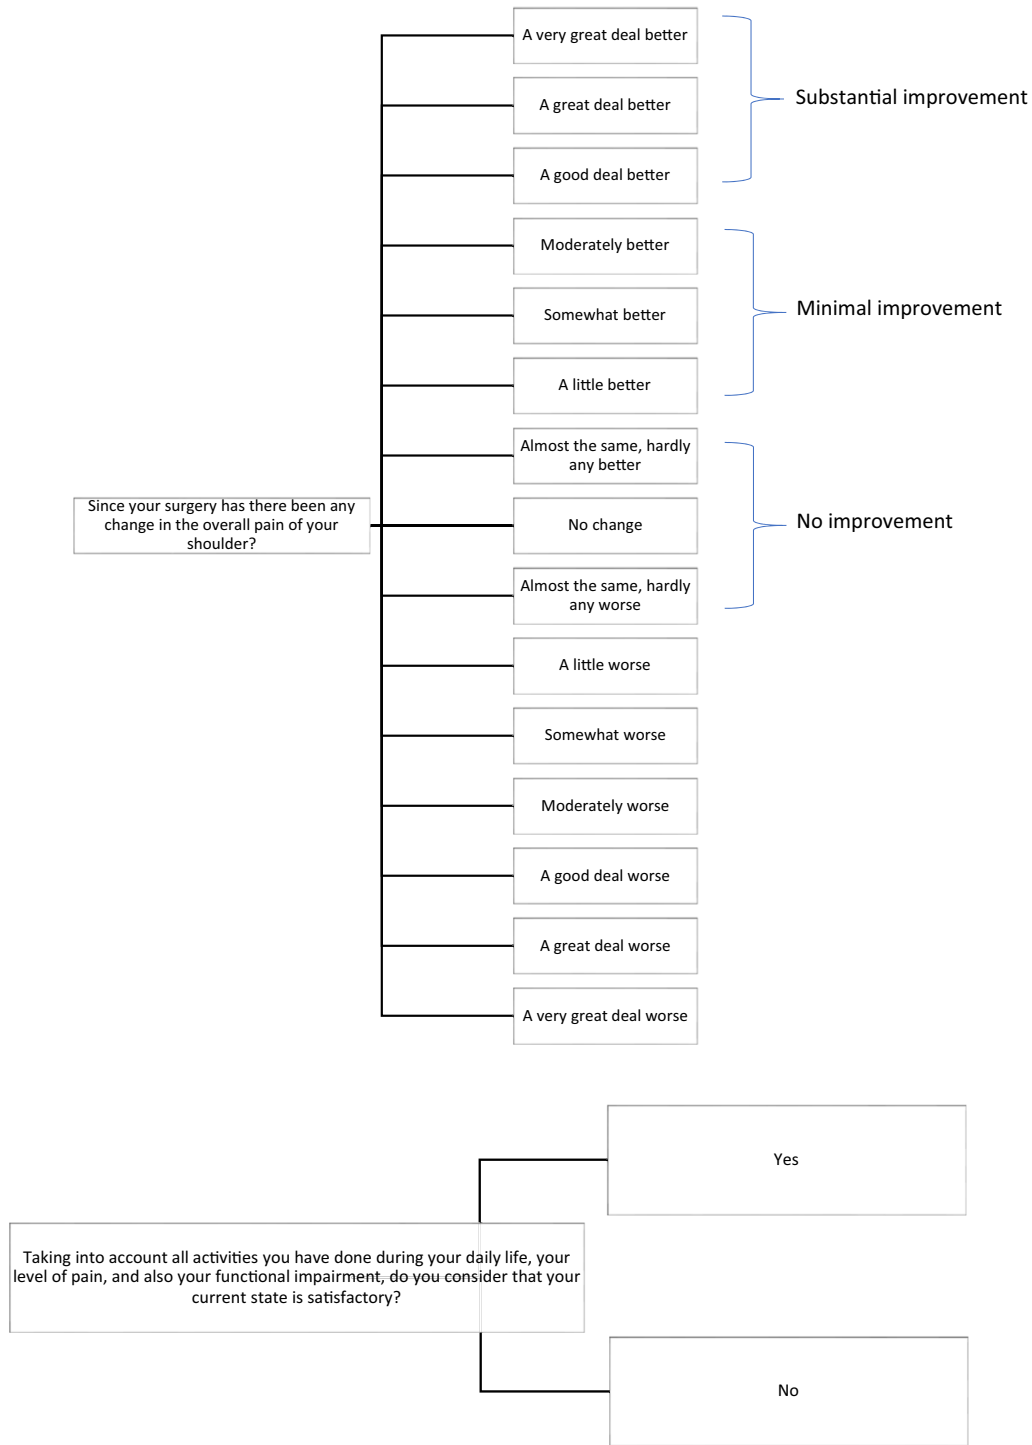 A very great deal better
A great deal better
Substantial improvement
A good deal better
Moderately better
Somewhat better
Minimal improvement
A little better
Almost the same, hardly
any better
Since your surgery has there been any
change in the overall pain of your
shoulder?
No change
No improvement
Almost the same, hardly
any worse
A little worse
Somewhat worse
Moderately worse
A good deal worse
A great deal worse
A very great deal worse
Yes
Taking into account all activities you have done during your daily life, your
level of pain, and also your functional impairment, do you consider that your
current state is satisfactory?
No